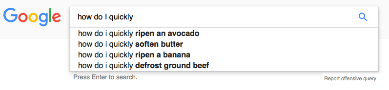 Google
how do I quickly
how do i quickly ripen an avocado
how do i quickly soften butter
how do i quickly ripen a banana
how do i quickly defrost ground beef
Press Enter to search.
Report offensive query